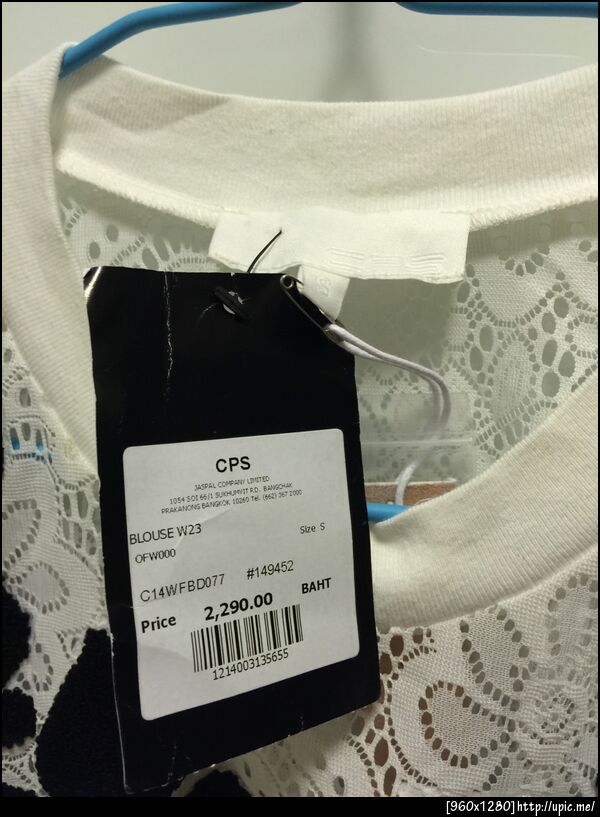 CPS
JASPAL COMPANY LIMITED
1054 SOI 66/1 SUKHUMVIT RD. BANGCHAK
PRAKANONG BANGKOK 10260 Tel. (662) 367 2000
BLOUSE W23 Size S
OFW000
C14WFBD077 #149452
Price 2,290.00 BAHT
1214003135655
[960x1280]http://upic.me/